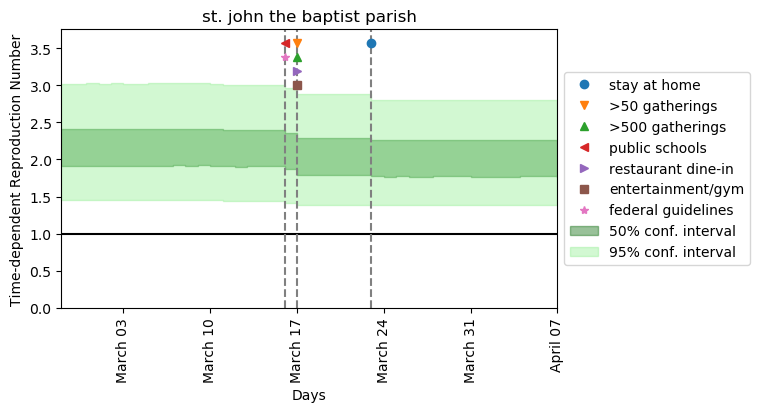 st. john the baptist parish
Time-dependent Reproduction Number
3.5
3.0
2.5
2.0
1.5
1.0
0.5
0.0
March 03
March 10
March 17
March 24
March 31
April 07
Days
stay at home
>50 gatherings
>500 gatherings
public schools
restaurant dine-in
entertainment/gym
federal guidelines
50% conf. interval
95% conf. interval